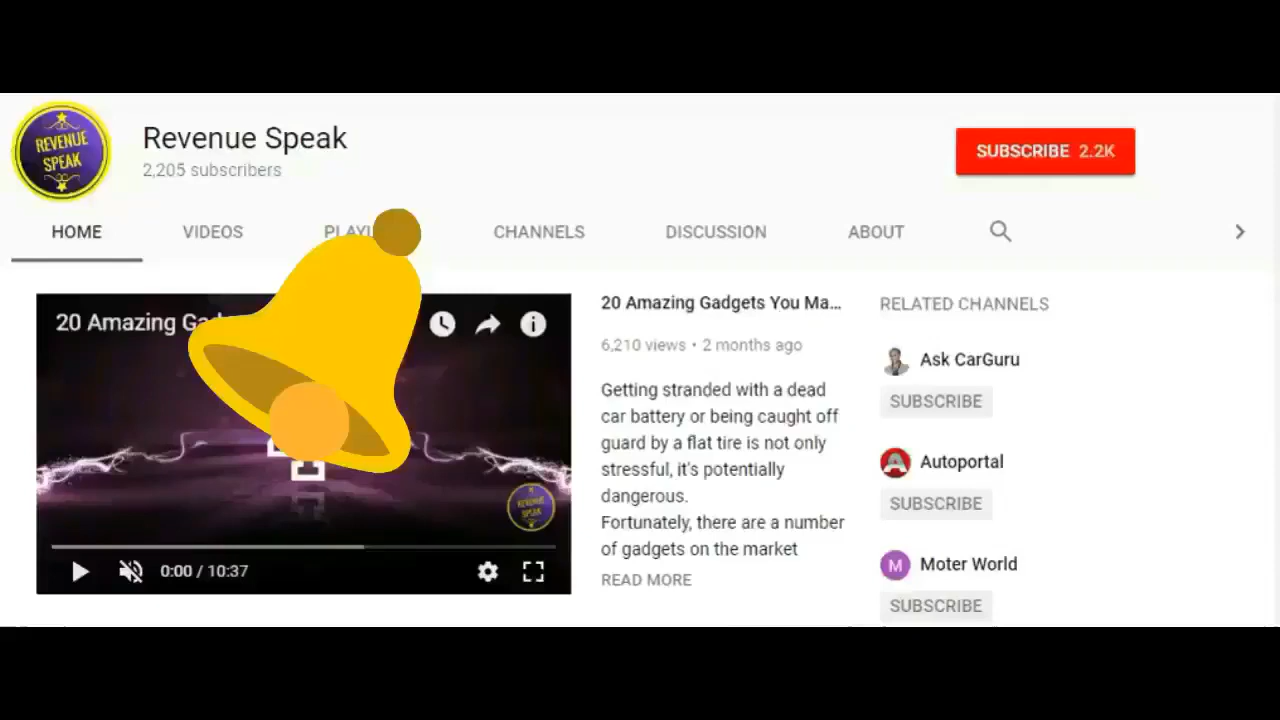 REVENUE
SPEAK
Revenue Speak
2,205 subscribers
SUBSCRIBE 2.2K
HOME
VIDEOS
CHANNELS
DISCUSSION
ABOUT
20 Amazing
0:00 / 10:37
REVENUE
SPEAK
20 Amazing Gadgets You Ma...
6,210 views • 2 months ago
Getting stranded with a dead
car battery or being caught off
guard by a flat tire is not only
stressful, it's potentially
dangerous.
Fortunately, there are a number
of gadgets on the market
READ MORE
RELATED CHANNELS
Ask CarGuru
SUBSCRIBE
A
Autoportal
SUBSCRIBE
M
Moter World
SUBSCRIBE